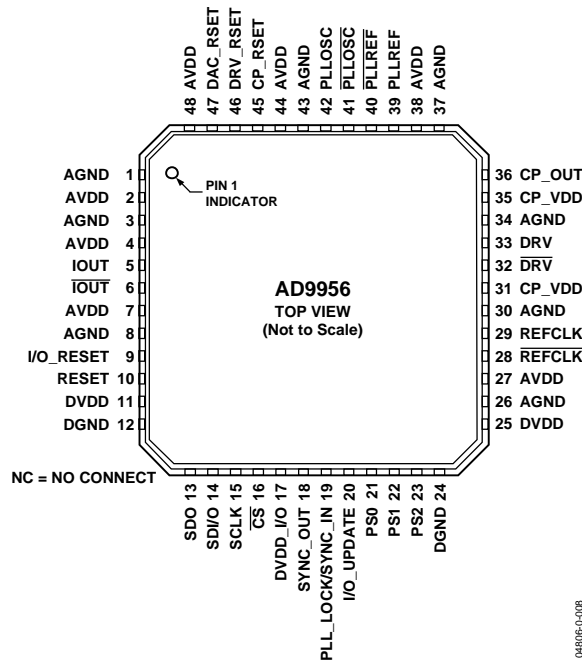 48 AVDD
47 DAC_RSET
46 DRV_RSET
45 CP_RSET
44 AVDD
43 AGND
42 PLLOSC
41 PLLOSC
40 PLLREF
39 PLLREF
38 AVDD
37 AGND
AGND 1
AVDD 2
AGND 3
AVDD 4
IOUT 5
IOUT 6
AVDD 7
AGND 8
I/O_RESET 9
RESET 10
DVDD 11
DGND 12
PIN 1
INDICATOR
AD9956
TOP VIEW
(Not to Scale)
36 CP_OUT
35 CP_VDD
34 AGND
33 DRV
32 DRV
31 CP_VDD
30 AGND
29 REFCLK
28 REFCLK
27 AVDD
26 AGND
25 DVDD
NC = NO CONNECT
SDO 13
SDI/O 14
SCLK 15
CS 16
DVDD_I/O 17
SYNC_OUT 18
PLL_LOCK/SYNC_IN 19
I/O_UPDATE 20
PS0 21
PS1 22
PS2 23
DGND 24
04806-0-008